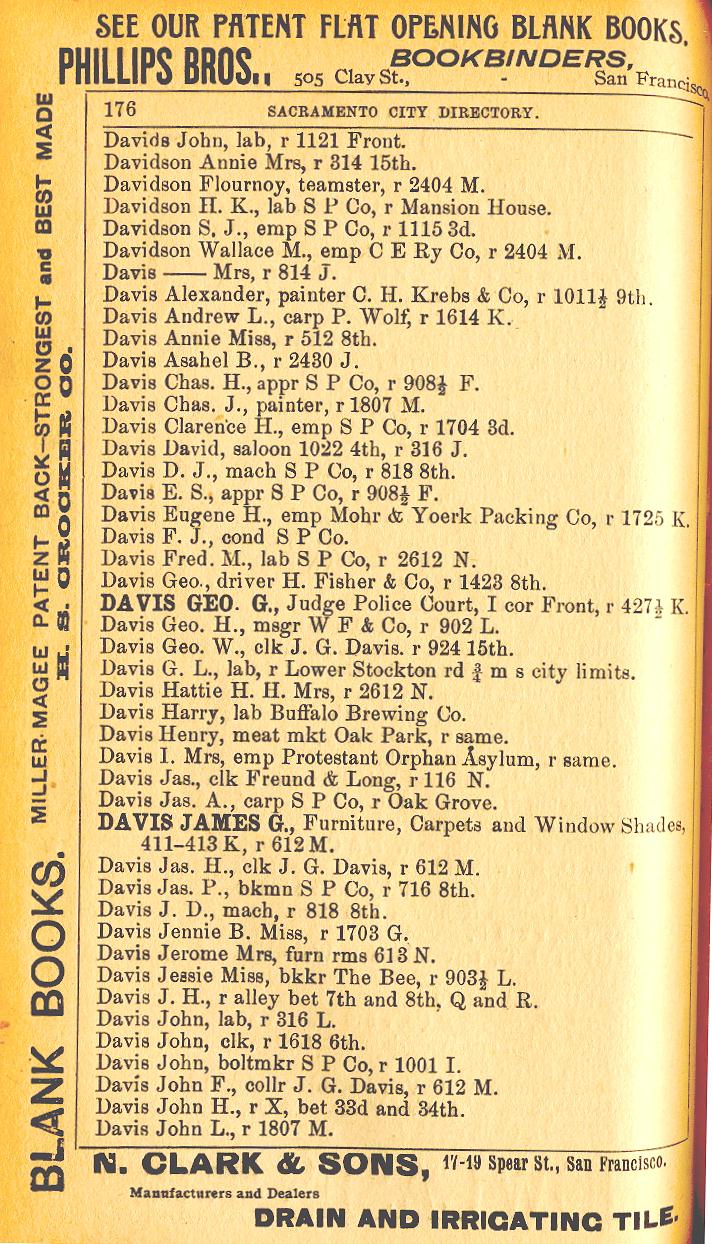 SEE OUR PATENT FLAT OPENING BLANK BOOKS,
PHILLIPS BROS., BOOKBINDERS,
505 Clay St., - San Francisco,
BLANK BOOKS. MILLER-MAGEE PATENT BACK—STRONGEST and BEST MADE
H. S. CROCKER CO.
176 SACRAMENTO CITY DIRECTORY.
Davids John, lab, r 1121 Front.
Davidson Annie Mrs, r 314 15th.
Davidson Flournoy, teamster, r 2404 M.
Davidson H. K., lab S P Co, r Mansion House.
Davidson S. J., emp S P Co, r 1115 3d.
Davidson Wallace M., emp C E Ry Co, r 2404 M.
Davis —— Mrs, r 814 J.
Davis Alexander, painter C. H. Krebs & Co, r 1011½ 9th.
Davis Andrew L., carp P. Wolf, r 1614 K.
Davis Annie Miss, r 512 8th.
Davis Asahel B., r 2430 J.
Davis Chas. H., appr S P Co, r 908½ F.
Davis Chas. J., painter, r 1807 M.
Davis Clarence H., emp S P Co, r 1704 3d.
Davis David, saloon 1022 4th, r 316 J.
Davis D. J., mach S P Co, r 818 8th.
Davis E. S., appr S P Co, r 908½ F.
Davis Eugene H., emp Mohr & Yoerk Packing Co, r 1725 K.
Davis F. J., cond S P Co.
Davis Fred. M., lab S P Co, r 2612 N.
Davis Geo., driver H. Fisher & Co, r 1423 8th.
DAVIS GEO. G., Judge Police Court, I cor Front, r 427½ K.
Davis Geo. H., msgr W F & Co, r 902 L.
Davis Geo. W., clk J. G. Davis. r 924 15th.
Davis G. L., lab, r Lower Stockton rd ¾ m s city limits.
Davis Hattie H. H. Mrs, r 2612 N.
Davis Harry, lab Buffalo Brewing Co.
Davis Henry, meat mkt Oak Park, r same.
Davis I. Mrs, emp Protestant Orphan Asylum, r same.
Davis Jas., clk Freund & Long, r 116 N.
Davis Jas. A., carp S P Co, r Oak Grove.
DAVIS JAMES G., Furniture, Carpets and Window Shades,
411-413 K, r 612 M.
Davis Jas. H., clk J. G. Davis, r 612 M.
Davis Jas. P., bkmn S P Co, r 716 8th.
Davis J. D., mach, r 818 8th.
Davis Jennie B. Miss, r 1703 G.
Davis Jerome Mrs, furn rms 613 N.
Davis Jessie Miss, bkkr The Bee, r 903½ L.
Davis J. H., r alley bet 7th and 8th, Q and R.
Davis John, lab, r 316 L.
Davis John, clk, r 1618 6th.
Davis John, boltmkr S P Co, r 1001 I.
Davis John F., collr J. G. Davis, r 612 M.
Davis John H., r X, bet 33d and 34th.
Davis John L., r 1807 M.
N. CLARK & SONS, 17-19 Spear St., San Francisco.
Manufacturers and Dealers
DRAIN AND IRRIGATING TILE.